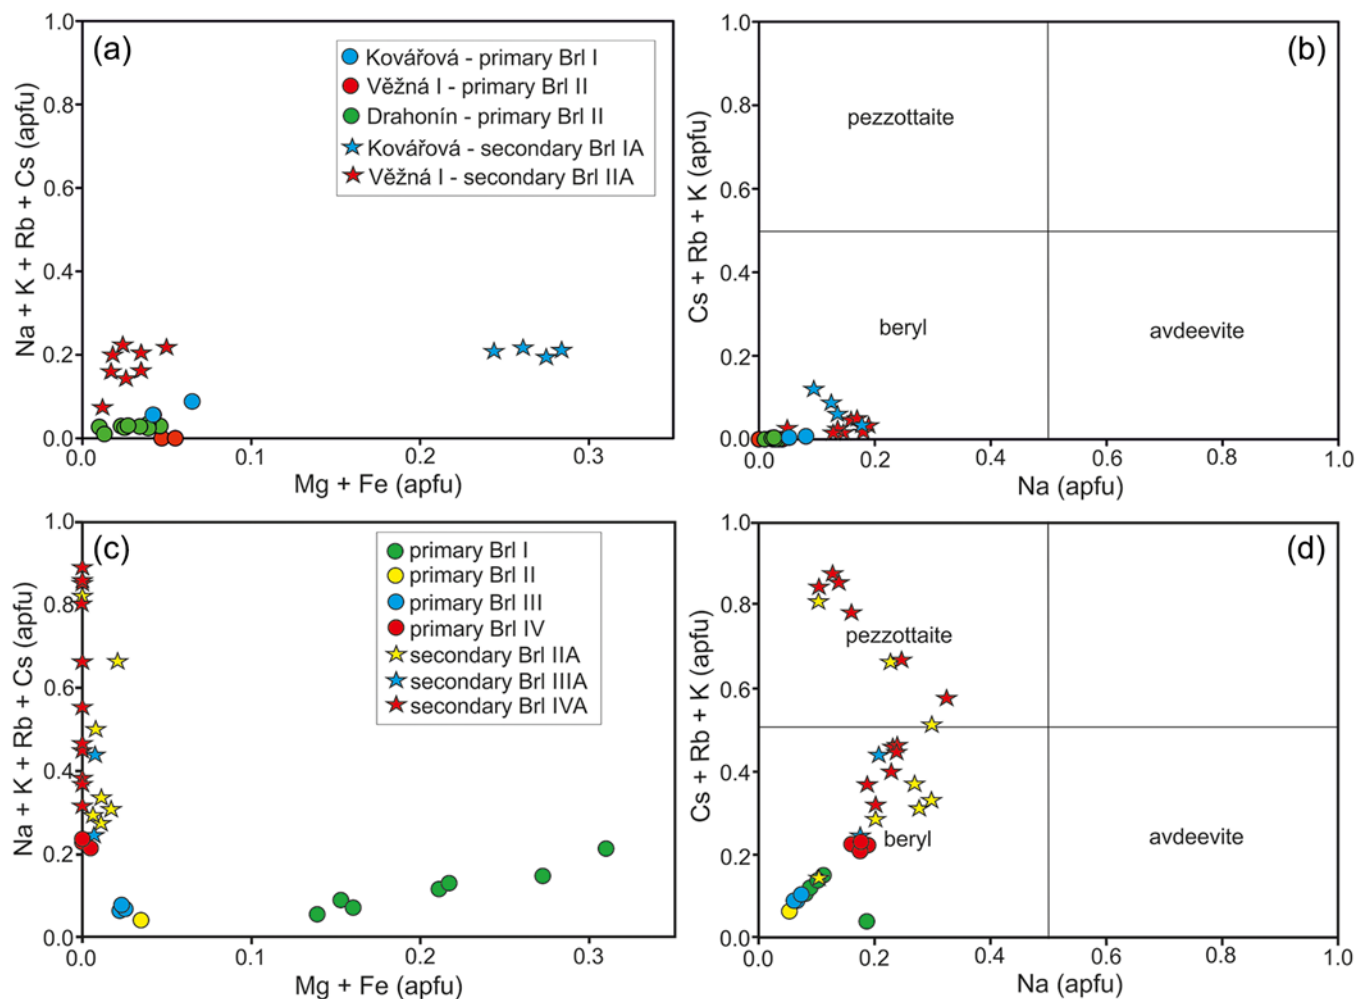 (a)
Kovářová - primary Brl I
Věžná I - primary Brl II
Drahonín - primary Brl II
Kovářová - secondary Brl IA
Věžná I - secondary Brl IIA
Na + K + Rb + Cs (apfu)
1.0
0.8
0.6
0.4
0.2
0.0
0.0 0.1 0.2 0.3
Mg + Fe (apfu)
(b)
pezzottaite
beryl
avdeevite
Cs + Rb + K (apfu)
1.0
0.8
0.6
0.4
0.2
0.0
0.0 0.2 0.4 0.6 0.8 1.0
Na (apfu)
(c)
primary Brl I
primary Brl II
primary Brl III
primary Brl IV
secondary Brl IIA
secondary Brl IIIA
secondary Brl IVA
Na + K + Rb + Cs (apfu)
1.0
0.8
0.6
0.4
0.2
0.0
0.0 0.1 0.2 0.3
Mg + Fe (apfu)
(d)
pezzottaite
beryl
avdeevite
Cs + Rb + K (apfu)
1.0
0.8
0.6
0.4
0.2
0.0
0.0 0.2 0.4 0.6 0.8 1.0
Na (apfu)